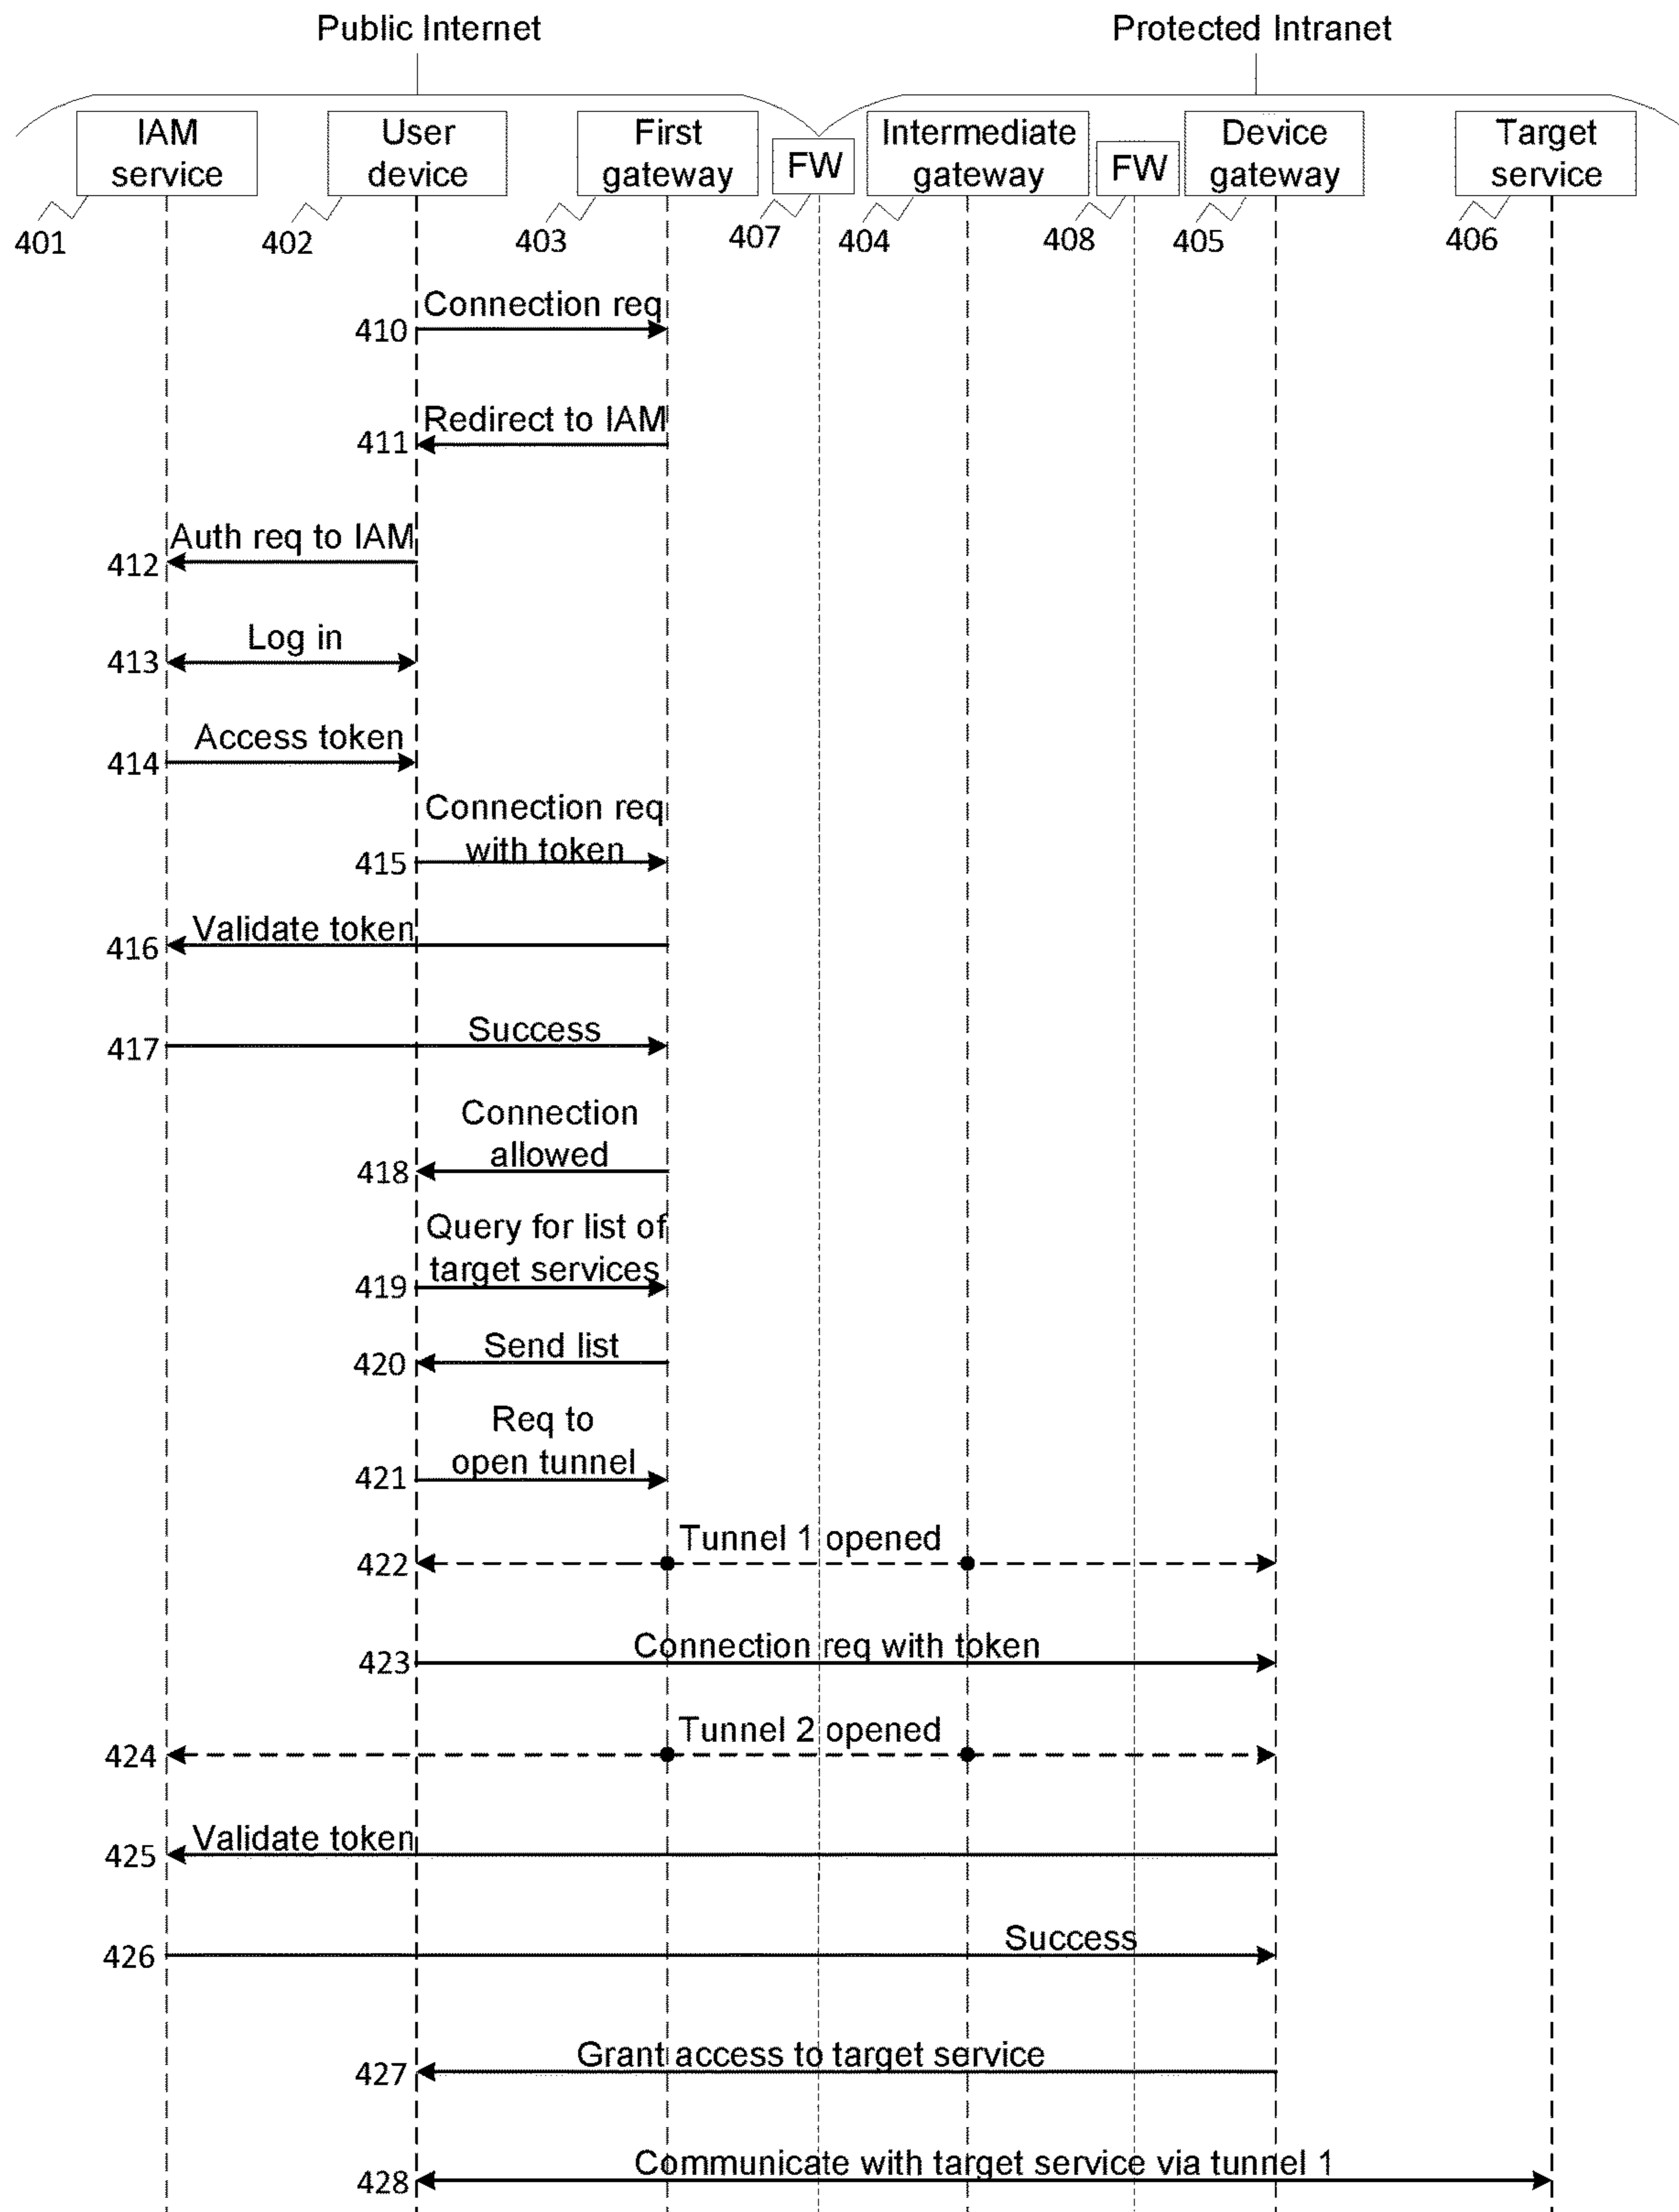 Public Internet
Protected Intranet
IAM
service
User
device
First
gateway
FW
Intermediate
gateway
FW
Device
gateway
Target
service
401
402
403
407
404
408
405
406
Connection req
410
Redirect to IAM
411
Auth req to IAM
412
Log in
413
Access token
414
Connection req
with token
415
Validate token
416
Success
417
Connection
allowed
418
Query for list of
target services
419
Send list
420
Req to
open tunnel
421
Tunnel 1 opened
422
Connection req with token
423
Tunnel 2 opened
424
Validate token
425
Success
426
Grant access to target service
427
Communicate with target service via tunnel 1
428